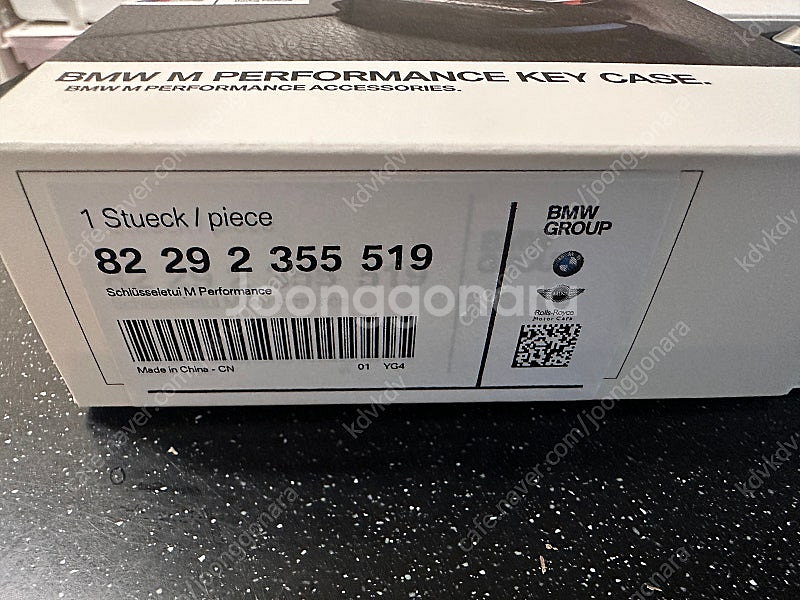 BMW M PERFORMANCE KEY CASE.
BMW M PERFORMANCE ACCESSORIES.
1 Stueck / piece
82 29 2 355 519
Schlüsseletui M Performance
Made in China - CN
01 YG4
BMW
GROUP
MINI
Rolls-Royce
Motor Cars
Joonggonara
cafe-naver.com/joonggonara
kdvkdv